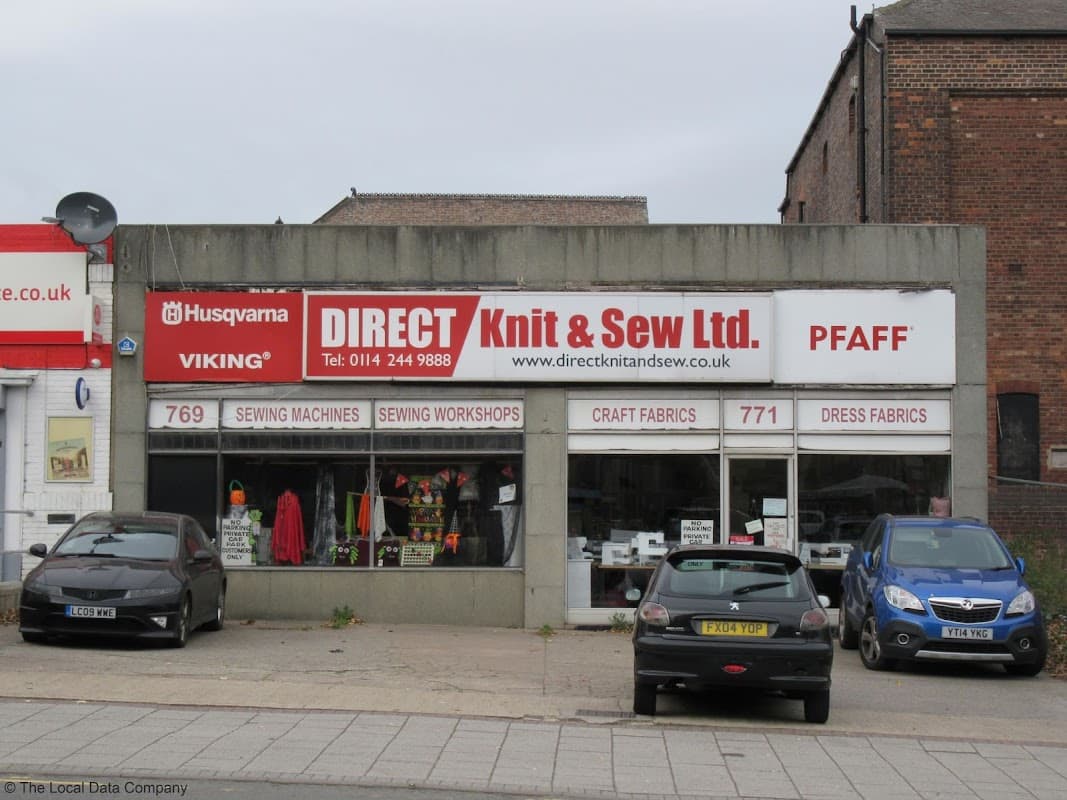 e.co.uk
Husqvarna
VIKING®
DIRECT
Tel: 0114 244 9888
Knit & Sew Ltd.
www.directknitandsew.co.uk
PFAFF®
769
SEWING MACHINES
SEWING WORKSHOPS
CRAFT FABRICS
771
DRESS FABRICS
NO
PARKING
PRIVATE
CAR
PARK
CUSTOMERS
ONLY
NO PARKING
PRIVATE
CAR
ONLY
LC09 WWE
FX04 YOP
YT14 YKG
© The Local Data Company